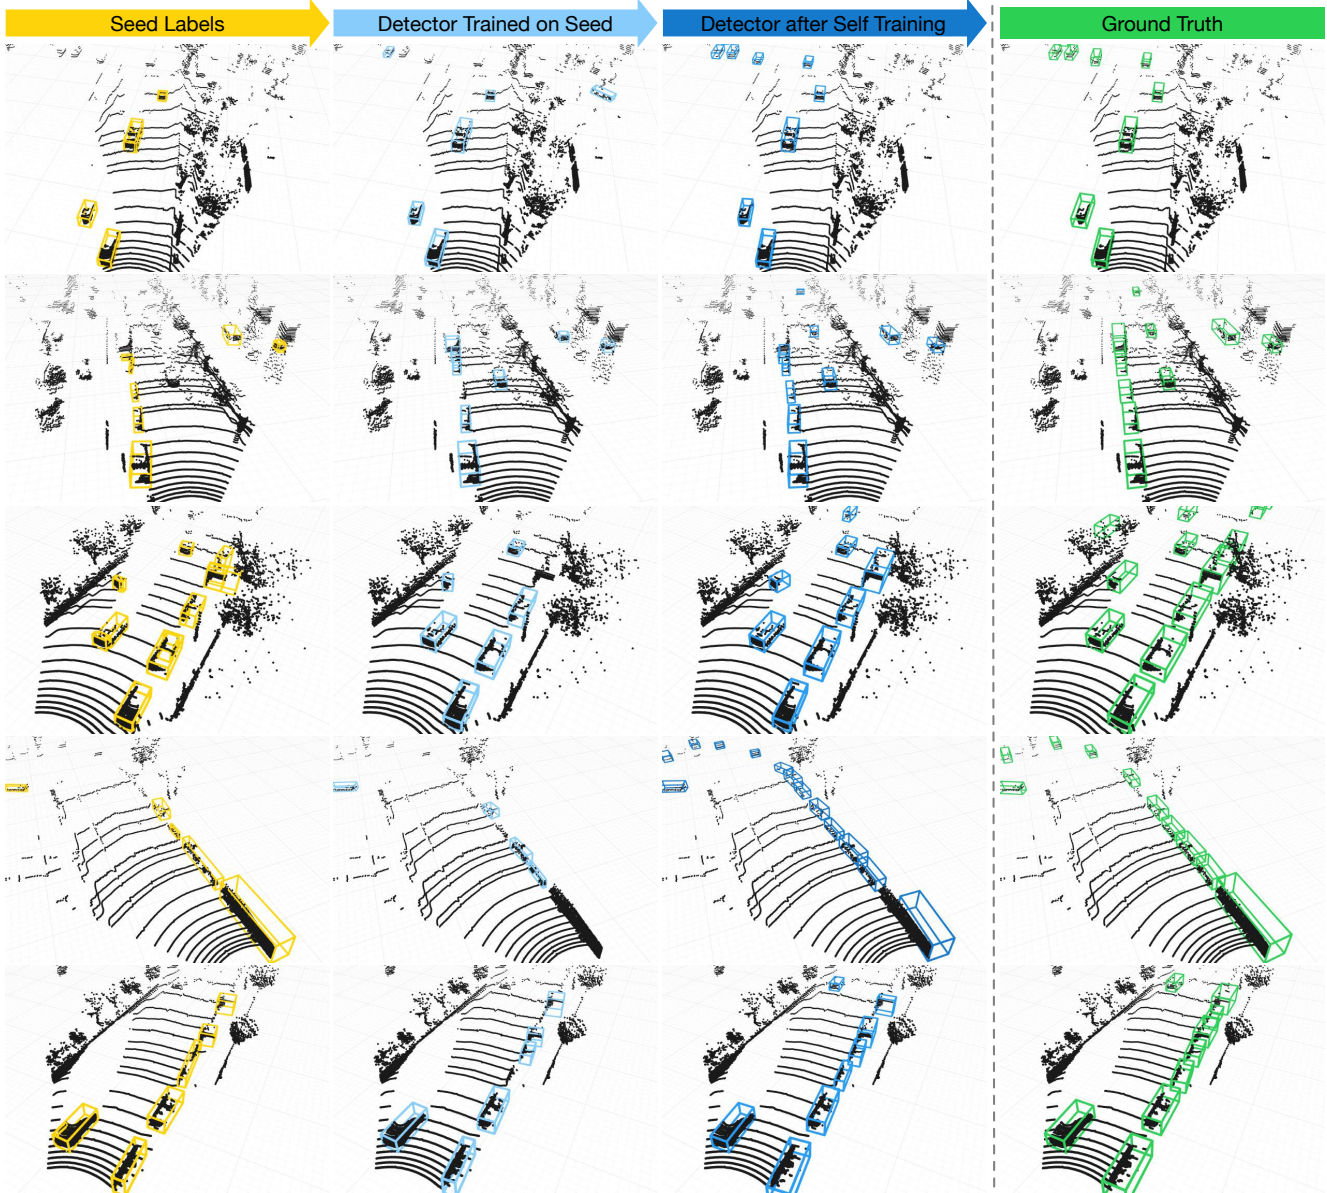 Seed Labels
Detector Trained on Seed
Detector after Self Training
Ground Truth